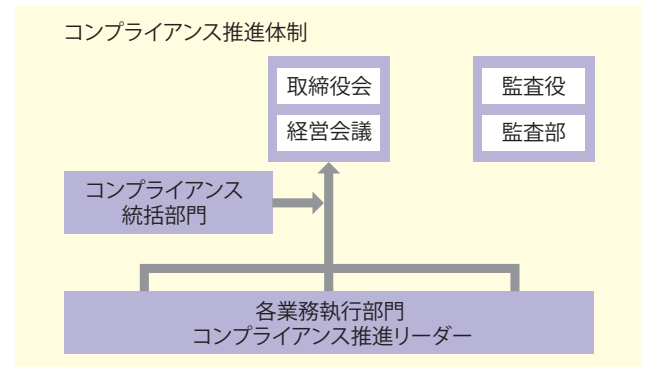 コンプライアンス推進体制
取締役会
経営会議
監査役
監査部
コンプライアンス
統括部門
各業務執行部門
コンプライアンス推進リーダー